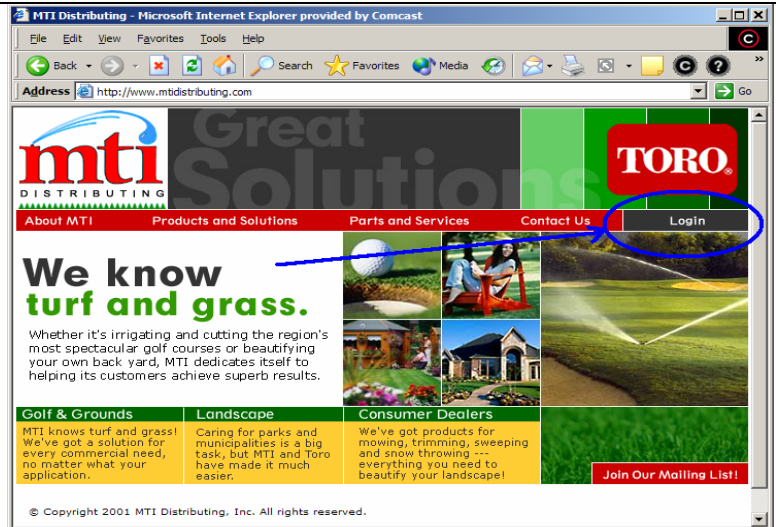 MTI Distributing - Microsoft Internet Explorer provided by Comcast
File Edit View Favorites Tools Help
Back Search Favorites Media
Address http://www.mtidistributing.com Go
mti
DISTRIBUTING
Great
Solutions
TORO
About MTI Products and Solutions Parts and Services Contact Us Login
We know
turf and grass.
Whether it's irrigating and cutting the region's
most spectacular golf courses or beautifying
your own back yard, MTI dedicates itself to
helping its customers achieve superb results.
Golf & Grounds
MTI knows turf and grass!
We've got a solution for
every commercial need,
no matter what your
application.
Landscape
Caring for parks and
municipalities is a big
task, but MTI and Toro
have made it much
easier.
Consumer Dealers
We've got products for
mowing, trimming, sweeping
and snow throwing ---
everything you need to
beautify your landscape!
Join Our Mailing List!
© Copyright 2001 MTI Distributing, Inc. All rights reserved.